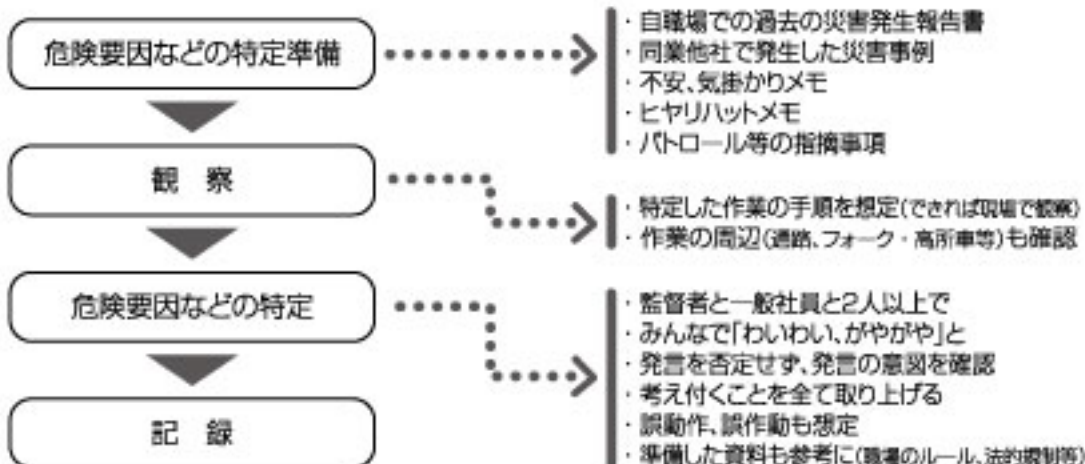 危険要因などの特定準備
・自職場での過去の災害発生報告書
・同業他社で発生した災害事例
・不安、気掛かりメモ
・ヒヤリハットメモ
・パトロール等の指摘事項
観 察
・特定した作業の手順を想定(できれば現場で観察)
・作業の周辺(通路、フォーク・高所車等)も確認
危険要因などの特定
・監督者と一般社員と2人以上で
・みんなで「わいわい、がやがや」と
・発言を否定せず、発言の意図を確認
・考え付くことを全て取り上げる
・誤動作、誤作動も想定
・準備した資料も参考に(職場のルール、法的規制等)
記 録